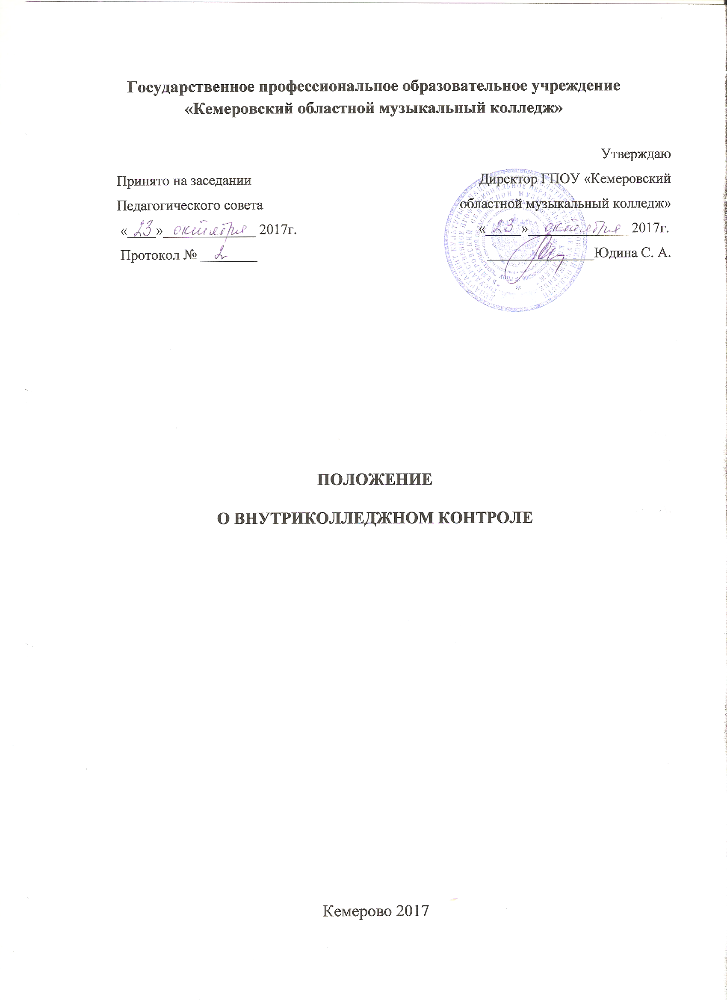 Государственное профессиональное образовательное учреждение
«Кемеровский областной музыкальный колледж»
Принято на заседании
Педагогического совета
«23» октября 2017г.
Протокол № 2
Утверждаю
Директор ГПОУ «Кемеровский
областной музыкальный колледж»
«23» октября 2017г.
Юдина С. А.
ПОЛОЖЕНИЕ
О ВНУТРИКОЛЛЕДЖНОМ КОНТРОЛЕ
Кемерово 2017